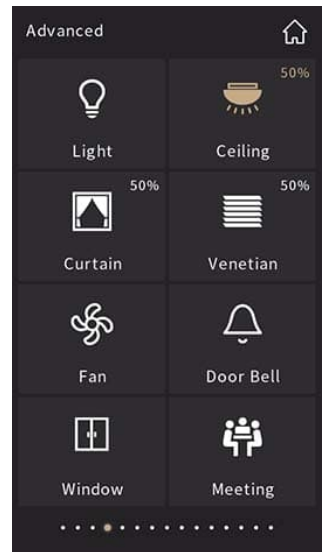 Advanced
50%
Light
Ceiling
50%
50%
Curtain
Venetian
Fan
Door Bell
Window
Meeting